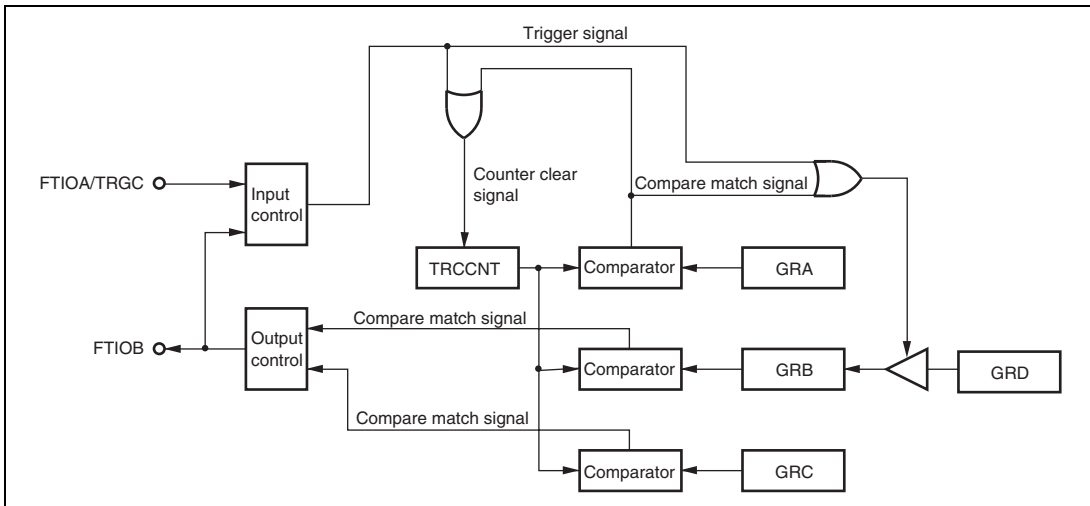 Trigger signal
FTIOA/TRGC
Input
control
Counter clear
signal
Compare match signal
TRCCNT
Comparator
GRA
Compare match signal
FTIOB
Output
control
Comparator
GRB
GRD
Compare match signal
Comparator
GRC